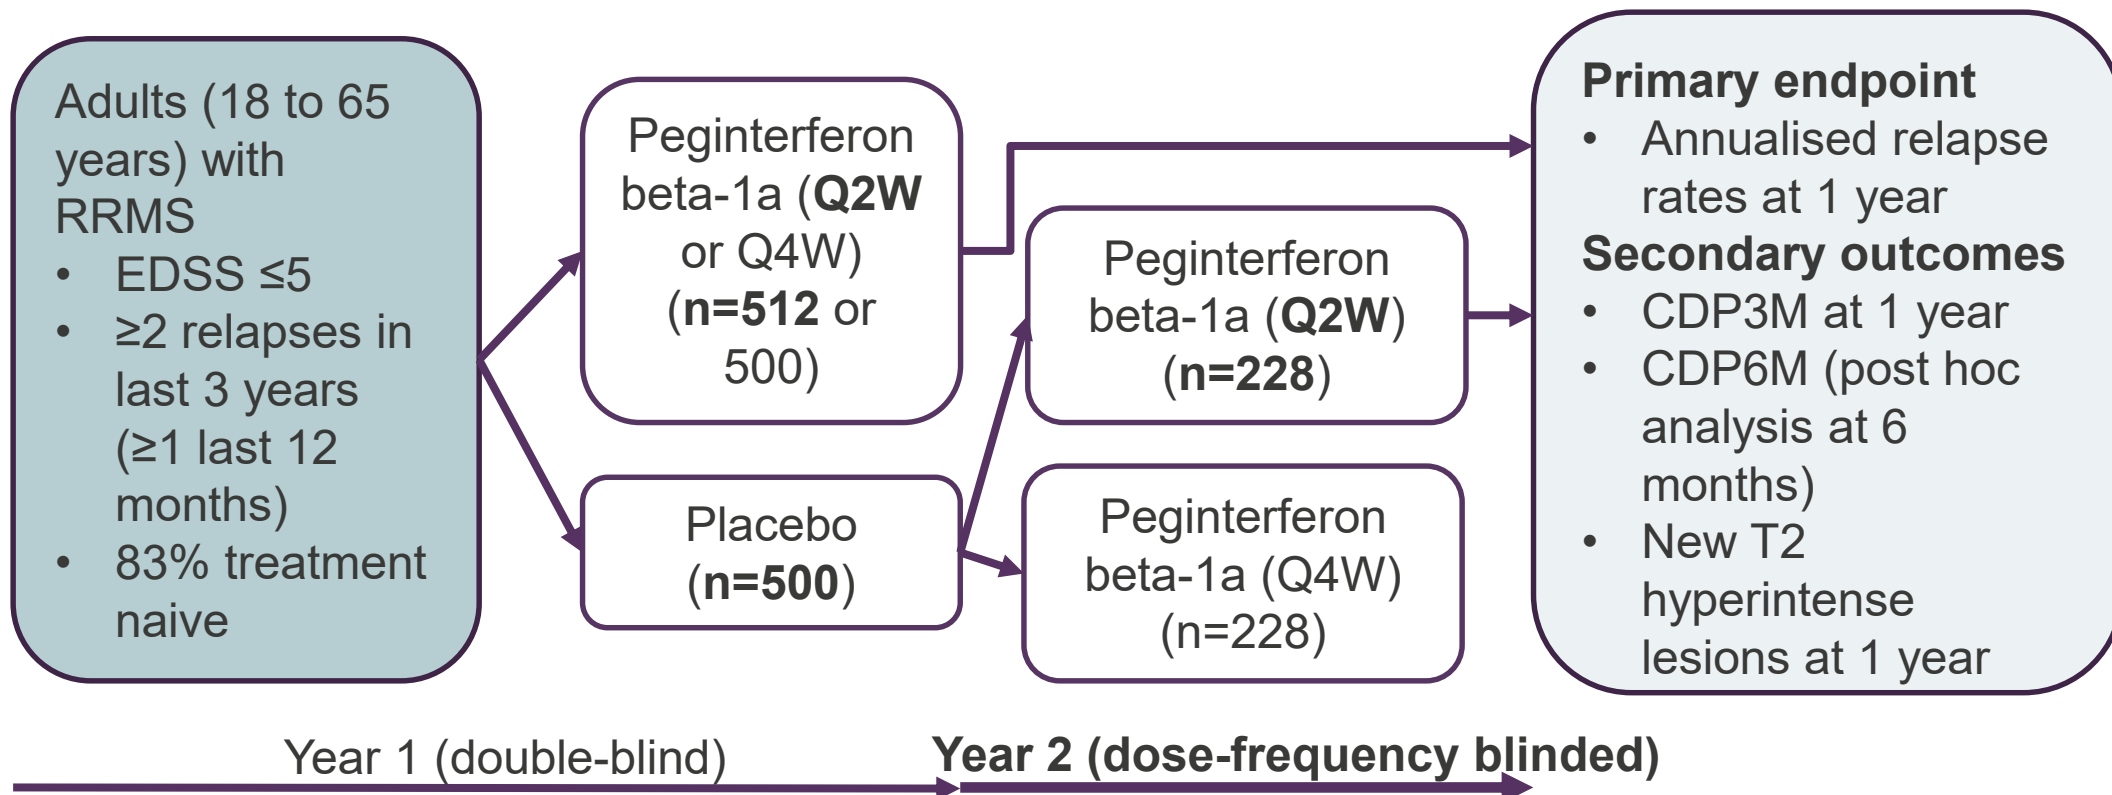 Adults (18 to 65
years) with
RRMS
• EDSS ≤5
• ≥2 relapses in
last 3 years
(≥1 last 12
months)
• 83% treatment
naive
Peginterferon
beta-1a (Q2W
or Q4W)
(n=512 or
500)
Placebo
(n=500)
Peginterferon
beta-1a (Q2W)
(n=228)
Peginterferon
beta-1a (Q4W)
(n=228)
Primary endpoint
• Annualised relapse
rates at 1 year
Secondary outcomes
• CDP3M at 1 year
• CDP6M (post hoc
analysis at 6
months)
• New T2
hyperintense
lesions at 1 year
Year 1 (double-blind)
Year 2 (dose-frequency blinded)